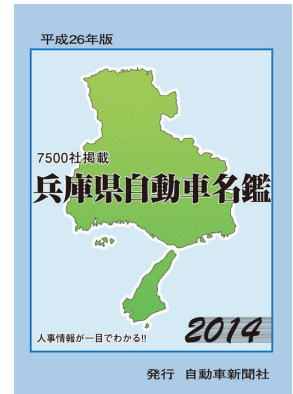 平成26年版
7500社掲載
兵庫県自動車名鑑
人事情報が一目でわかる!!
2014
発行 自動車新聞社